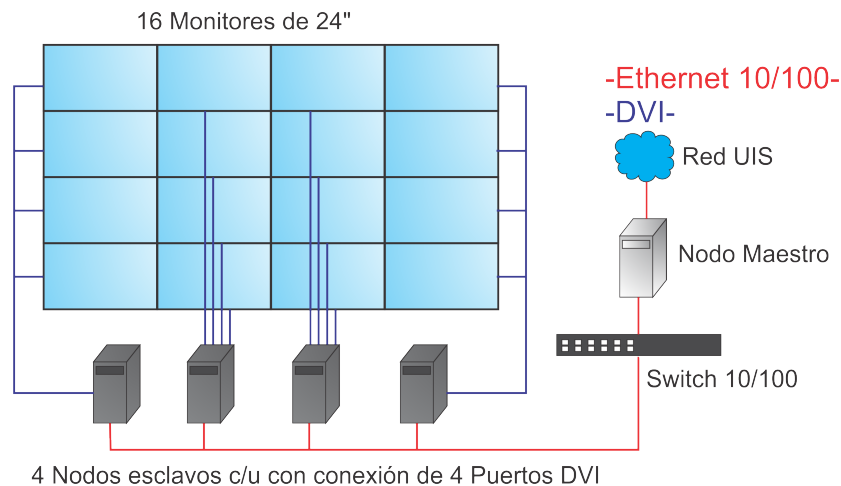 16 Monitores de 24"
-Ethernet 10/100-
-DVI-
Red UIS
Nodo Maestro
Switch 10/100
4 Nodos esclavos c/u con conexión de 4 Puertos DVI